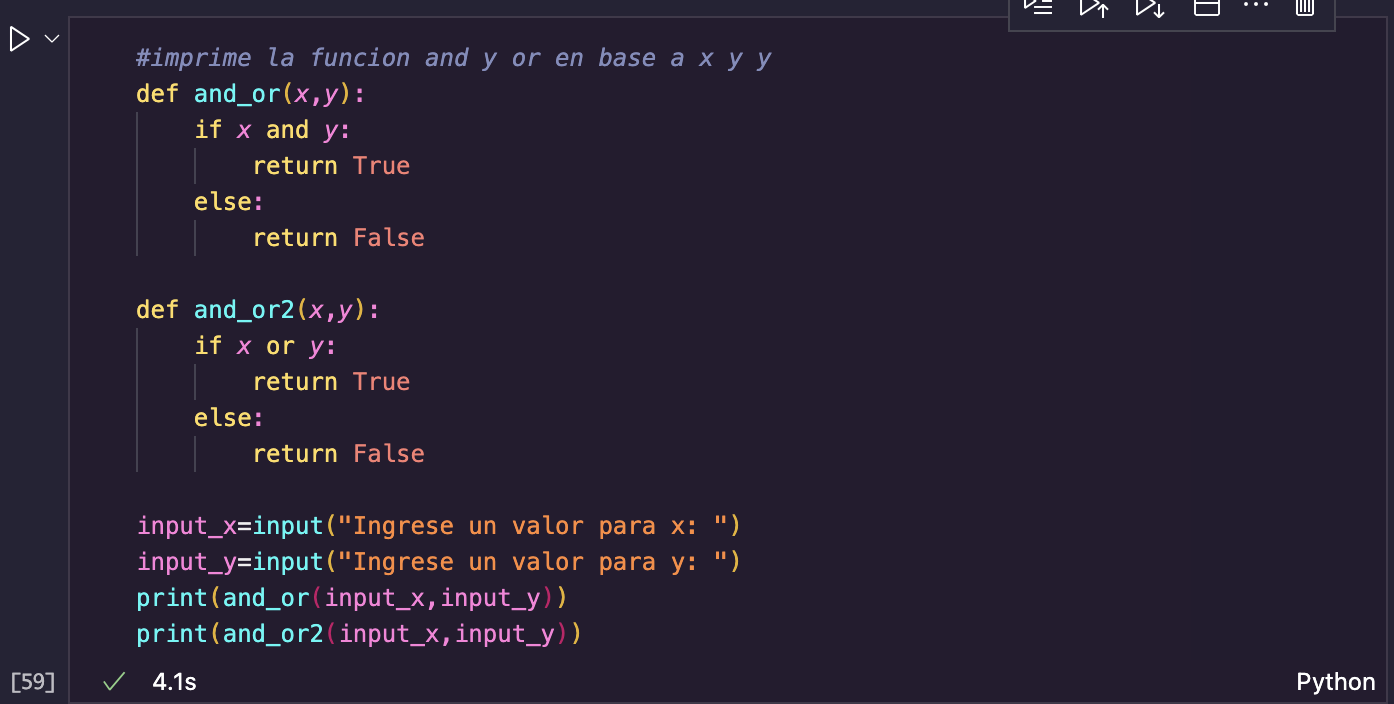 #imprime la funcion and y or en base a x y y
def and_or(x,y):
    if x and y:
        return True
    else:
        return False

def and_or2(x,y):
    if x or y:
        return True
    else:
        return False

input_x=input("Ingrese un valor para x: ")
input_y=input("Ingrese un valor para y: ")
print(and_or(input_x,input_y))
print(and_or2(input_x,input_y))
[59] 4.1s Python